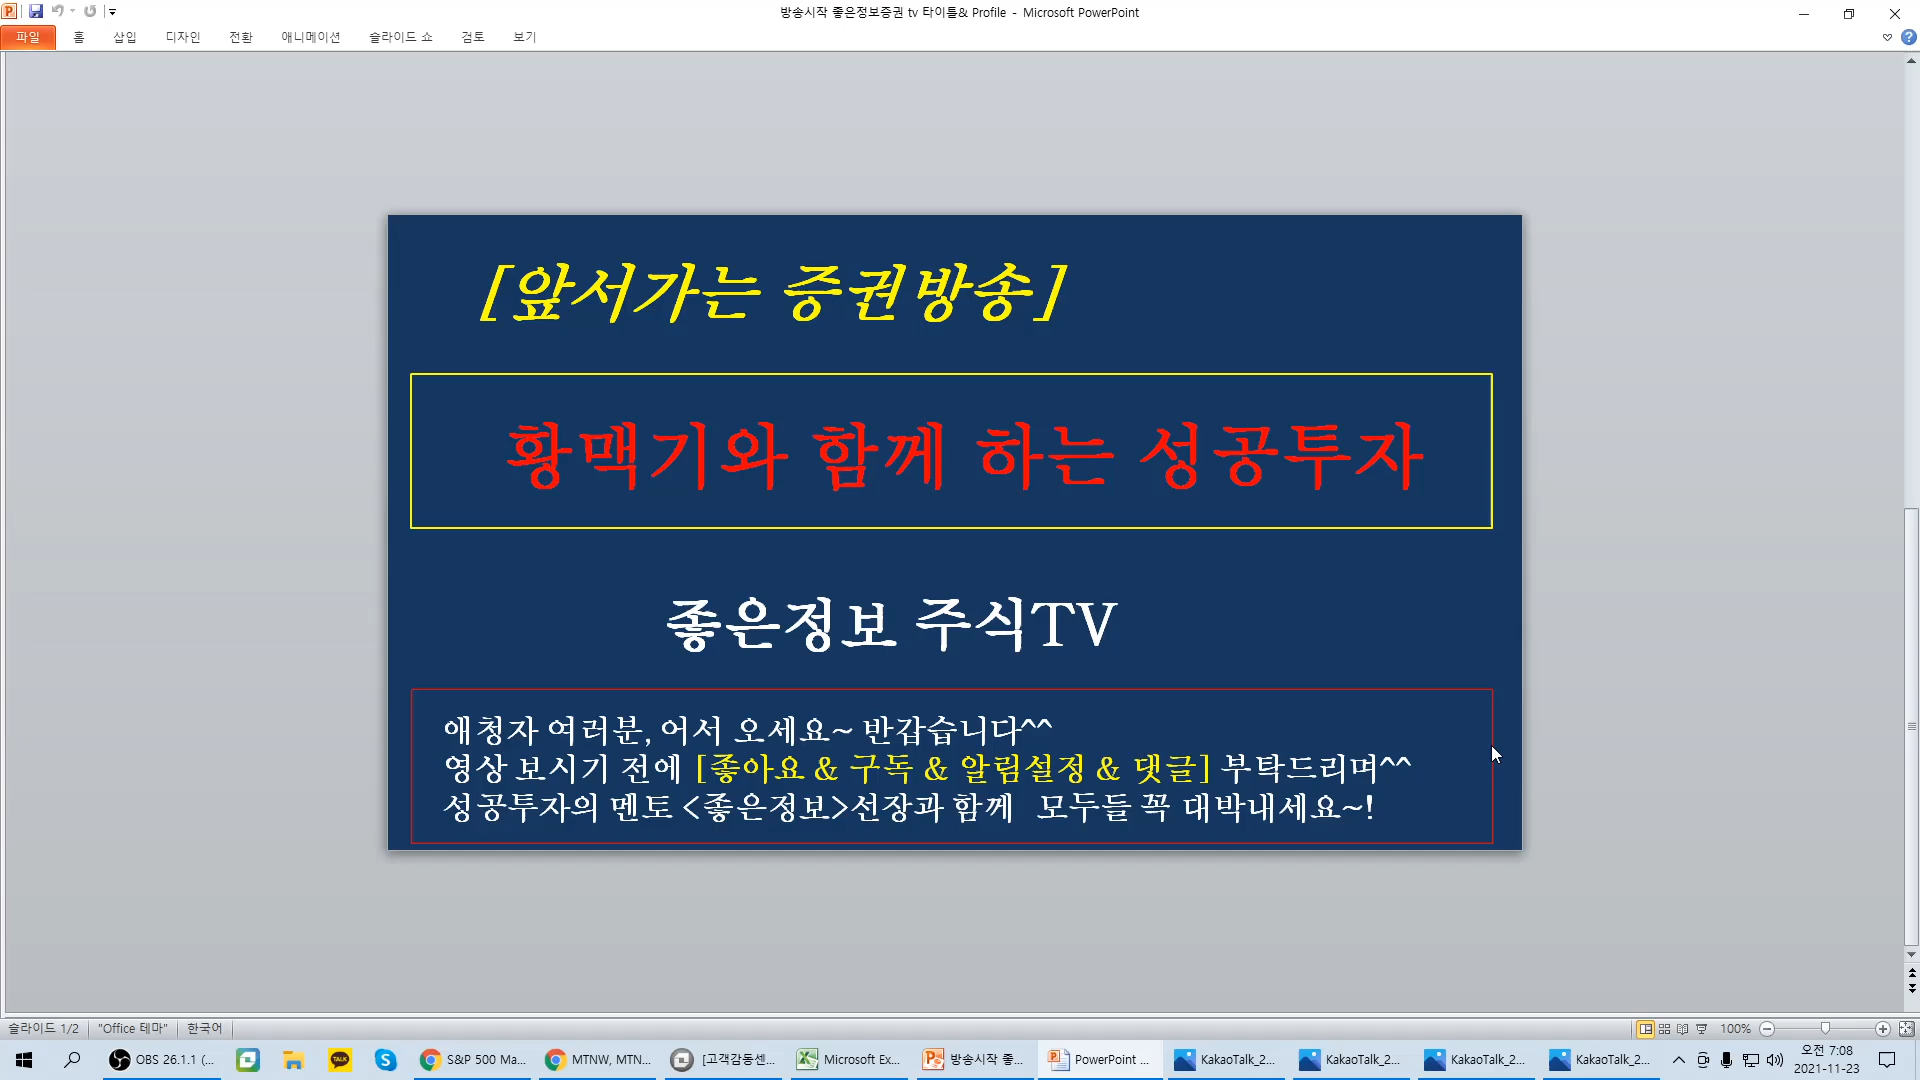 방송시작 좋은정보증권 tv 타이틀& Profile - Microsoft PowerPoint
파일 홈 삽입 디자인 전환 애니메이션 슬라이드 쇼 검토 보기
[앞서가는 증권방송]
황맥기와 함께 하는 성공투자
좋은정보 주식TV
애청자 여러분, 어서 오세요~ 반갑습니다^^
영상 보시기 전에 [좋아요 & 구독 & 알림설정 & 댓글] 부탁드리며^^
성공투자의 멘토 <좋은정보>선장과 함께 모두들 꼭 대박내세요~!
슬라이드 1/2 "Office 테마" 한국어 100%
OBS 26.1.1 (... TALK S&P 500 Ma... MTNW, MTN... [고객감동센... Microsoft Ex... 방송시작 좋... PowerPoint ... KakaoTalk_2... KakaoTalk_2... KakaoTalk_2... KakaoTalk_2... 오전 7:08
2021-11-23